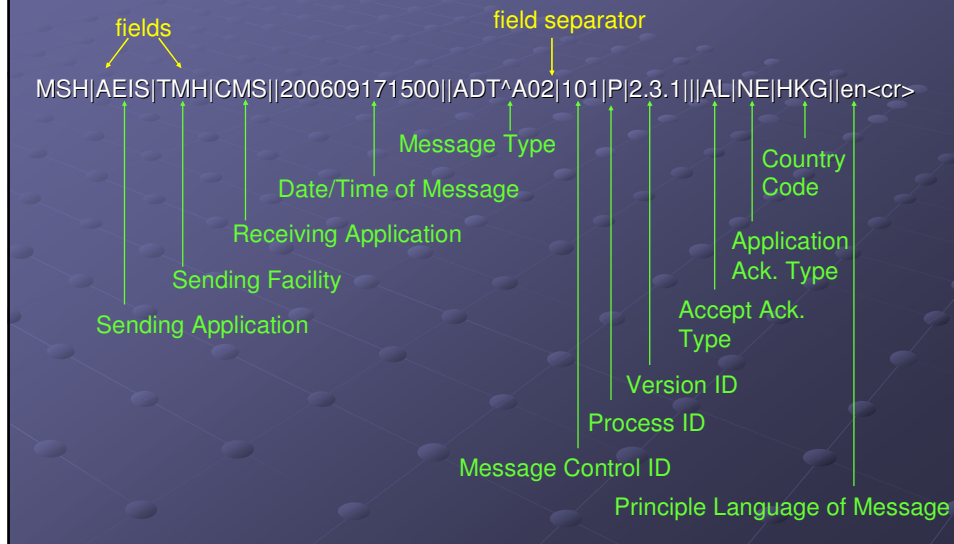 fields
field separator
MSH|AEIS|TMH|CMS||200609171500||ADT^A02|101|P|2.3.1|||AL|NE|HKG||en<cr>
Message Type
Country
Code
Date/Time of Message
Receiving Application
Application
Ack. Type
Sending Facility
Accept Ack.
Type
Sending Application
Version ID
Process ID
Message Control ID
Principle Language of Message